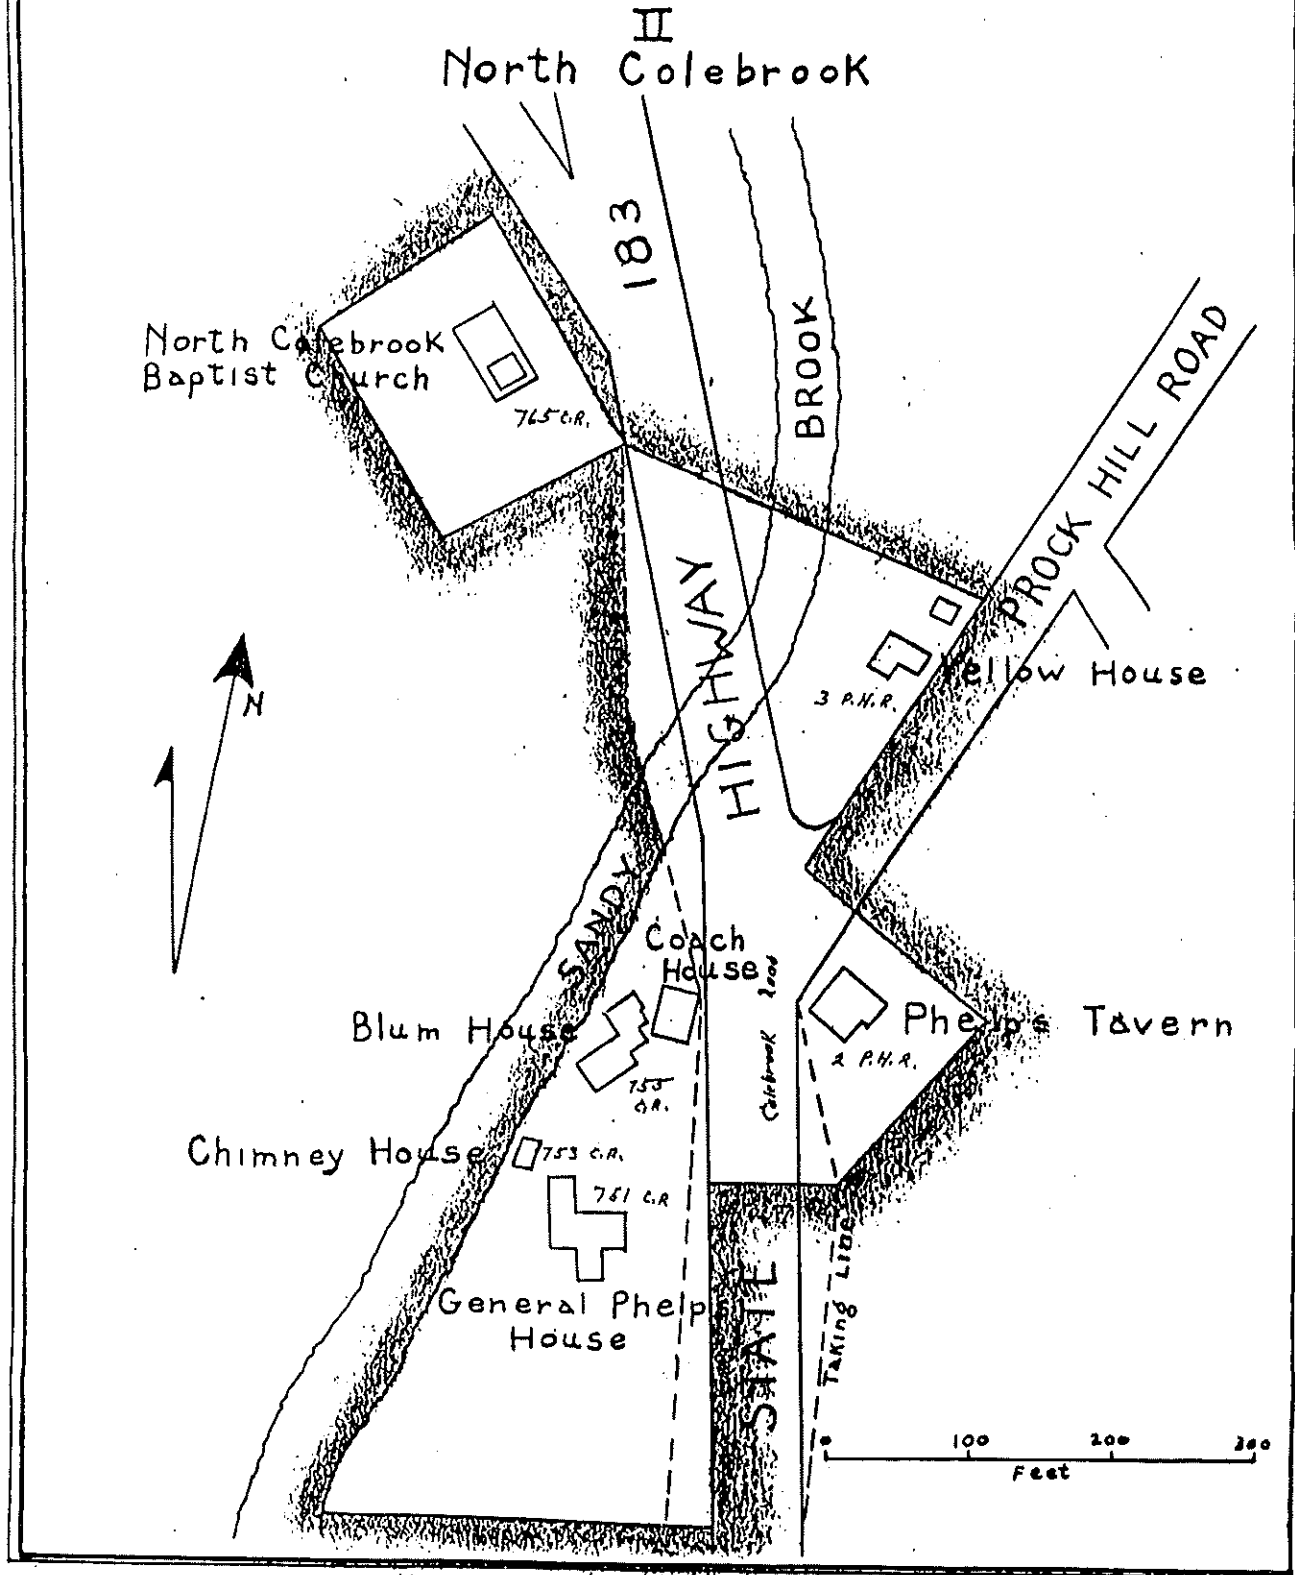 II
North Colebrook
183
BROOK
PROCK HILL ROAD
North Colebrook
Baptist Church
765 C.R.
HIGHWAY
Yellow House
3 P.H.R.
N
SANDY
Coach
House
Colebrook Road
Blum House
Phelps Tavern
2 P.H.R.
755
C.R.
Chimney House
753 C.R.
751 C.R
General Phelps
House
STATE
TAKING LINE
0 100 200 300
Feet